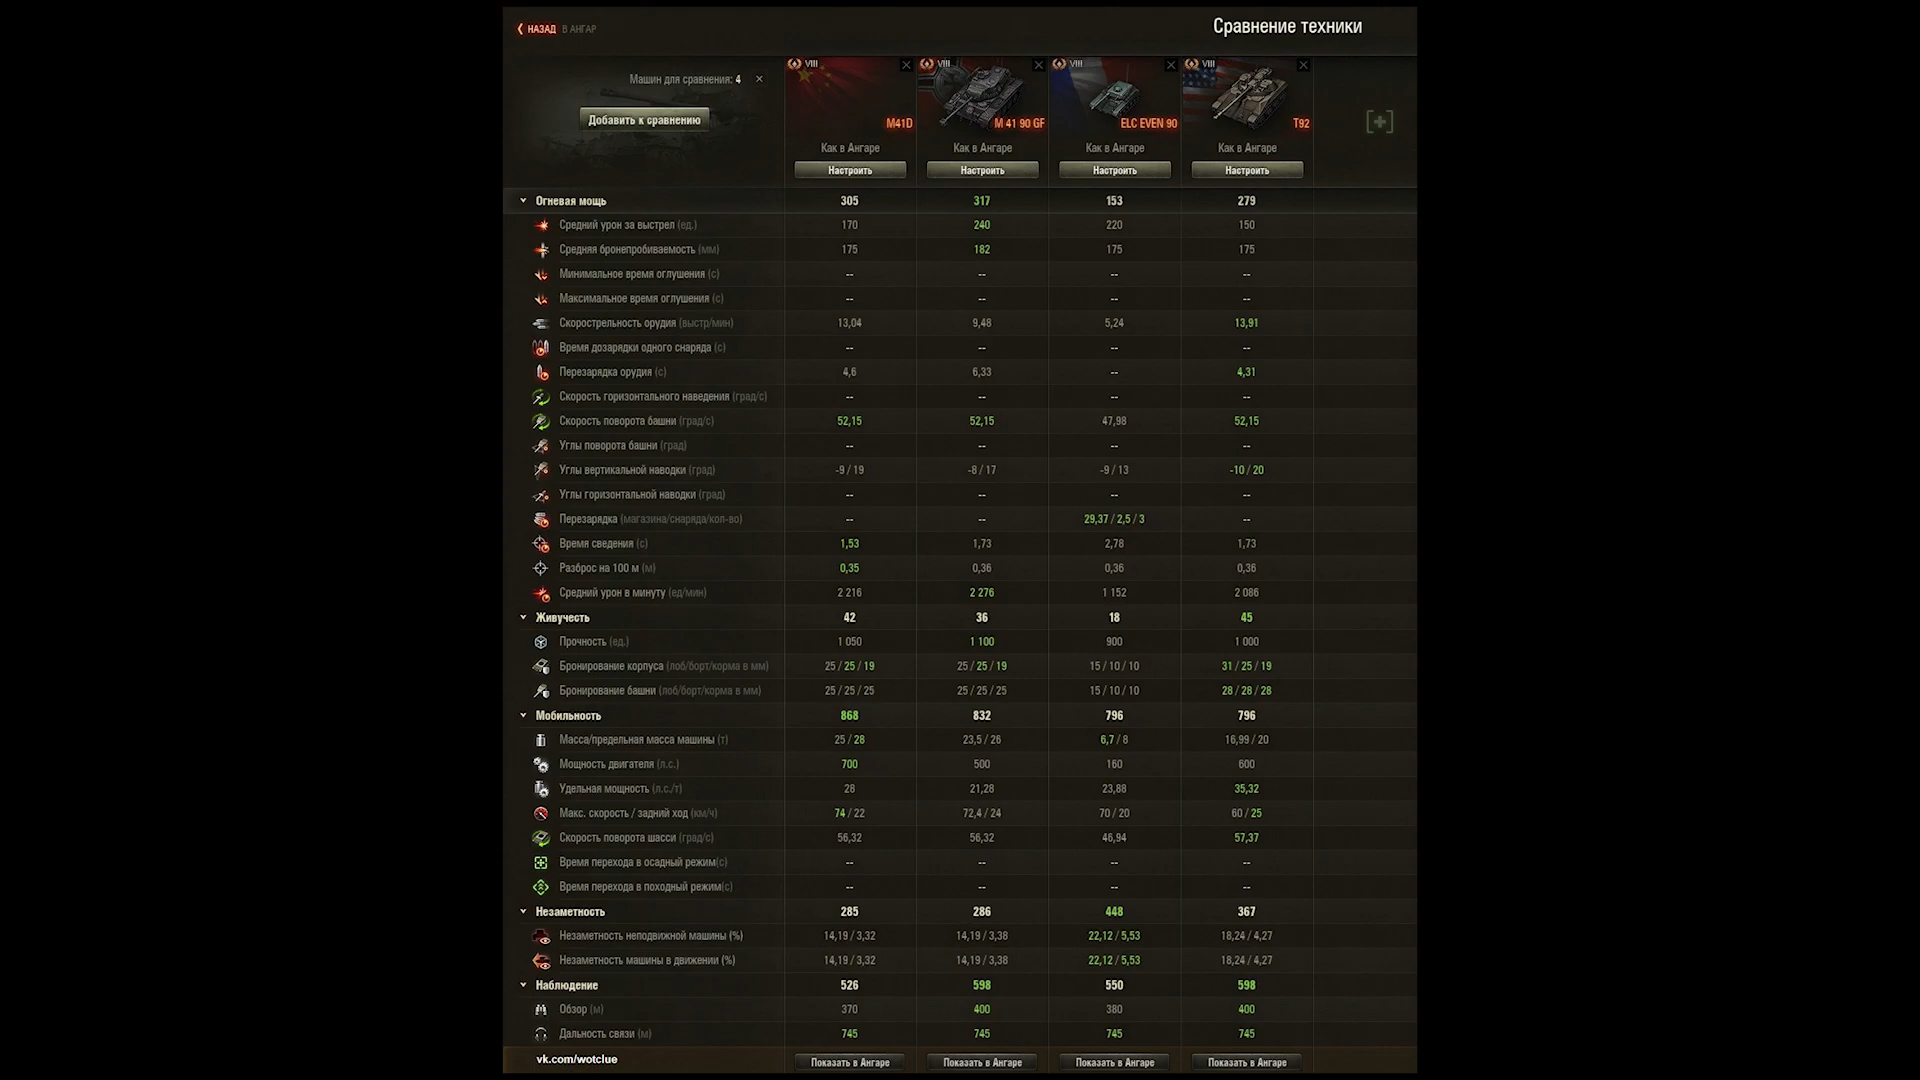 НАЗАД В АНГАР
Сравнение техники
Машин для сравнения: 4
Добавить к сравнению
VIII VIII VIII VIII
M41D M 41 90 GF ELC EVEN 90 T92
Как в Ангаре Как в Ангаре Как в Ангаре Как в Ангаре
Настроить Настроить Настроить Настроить
Огневая мощь 305 317 153 279
Средний урон за выстрел (ед.) 170 240 220 150
Средняя бронепробиваемость (мм) 175 182 175 175
Минимальное время оглушения (с) -- -- -- --
Максимальное время оглушения (с) -- -- -- --
Скорострельность орудия (выстр/мин) 13,04 9,48 5,24 13,91
Время дозарядки одного снаряда (с) -- -- -- --
Перезарядка орудия (с) 4,6 6,33 -- 4,31
Скорость горизонтального наведения (град/с) -- -- -- --
Скорость поворота башни (град/с) 52,15 52,15 47,98 52,15
Углы поворота башни (град) -- -- -- --
Углы вертикальной наводки (град) -9 / 19 -8 / 17 -9 / 13 -10 / 20
Углы горизонтальной наводки (град) -- -- -- --
Перезарядка (магазина/снаряда/кол-во) -- -- 29,37 / 2,5 / 3 --
Время сведения (с) 1,53 1,73 2,78 1,73
Разброс на 100 м (м) 0,35 0,36 0,36 0,36
Средний урон в минуту (ед/мин) 2 216 2 276 1 152 2 086
Живучесть 42 36 18 45
Прочность (ед.) 1 050 1 100 900 1 000
Бронирование корпуса (лоб/борт/корма в мм) 25 / 25 / 19 25 / 25 / 19 15 / 10 / 10 31 / 25 / 19
Бронирование башни (лоб/борт/корма в мм) 25 / 25 / 25 25 / 25 / 25 15 / 10 / 10 28 / 28 / 28
Мобильность 868 832 796 796
Масса/предельная масса машины (т) 25 / 28 23,5 / 26 6,7 / 8 16,99 / 20
Мощность двигателя (л.с.) 700 500 160 600
Удельная мощность (л.с./т) 28 21,28 23,88 35,32
Макс. скорость / задний ход (км/ч) 74 / 22 72,4 / 24 70 / 20 60 / 25
Скорость поворота шасси (град/с) 56,32 56,32 46,94 57,37
Время перехода в осадный режим(с) -- -- -- --
Время перехода в походный режим(с) -- -- -- --
Незаметность 285 286 448 367
Незаметность неподвижной машины (%) 14,19 / 3,32 14,19 / 3,38 22,12 / 5,53 18,24 / 4,27
Незаметность машины в движении (%) 14,19 / 3,32 14,19 / 3,38 22,12 / 5,53 18,24 / 4,27
Наблюдение 526 598 550 598
Обзор (м) 370 400 380 400
Дальность связи (м) 745 745 745 745
vk.com/wotclue
Показать в Ангаре Показать в Ангаре Показать в Ангаре Показать в Ангаре